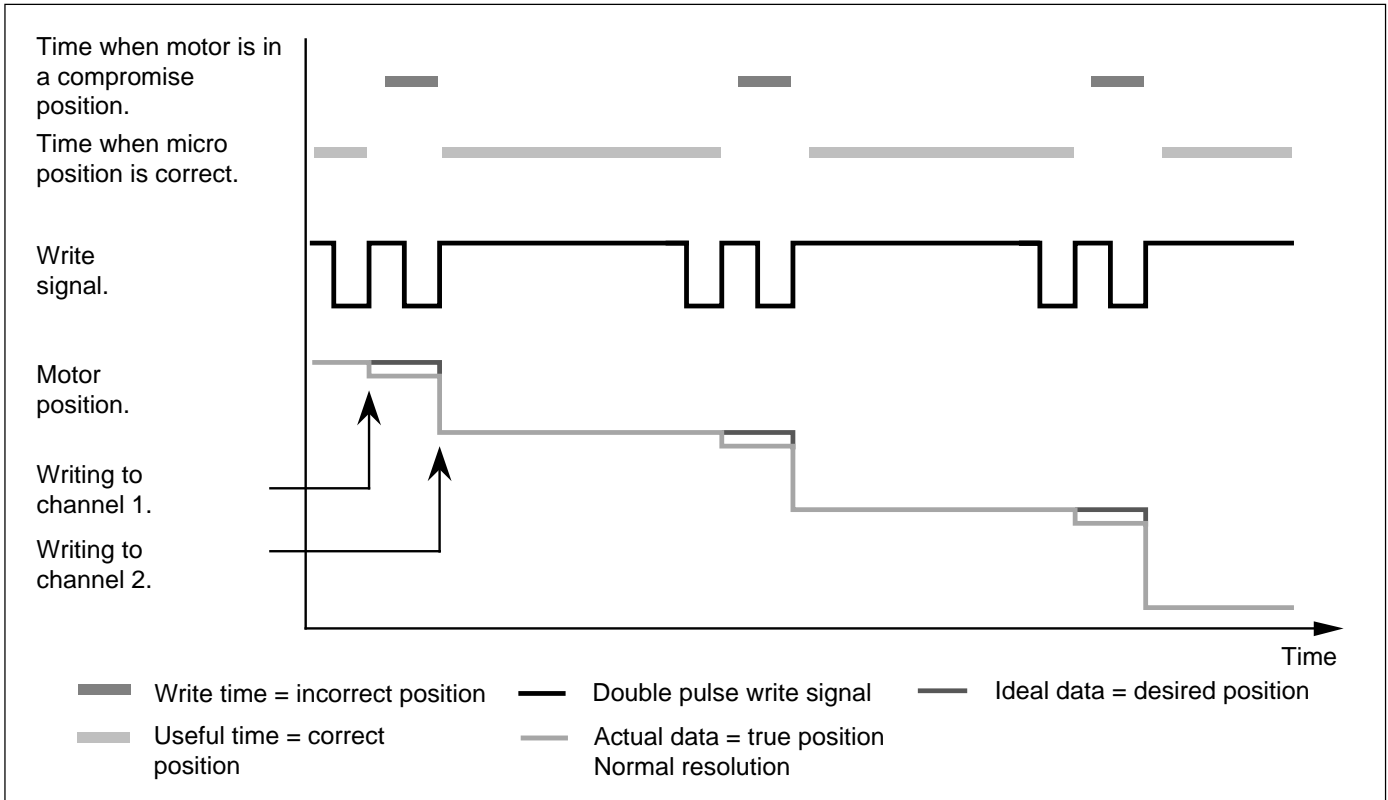 Time when motor is in
a compromise
position.
Time when micro
position is correct.
Write
signal.
Motor
position.
Writing to
channel 1.
Writing to
channel 2.
Time
Write time = incorrect position
Double pulse write signal
Ideal data = desired position
Useful time = correct
position
Actual data = true position
Normal resolution